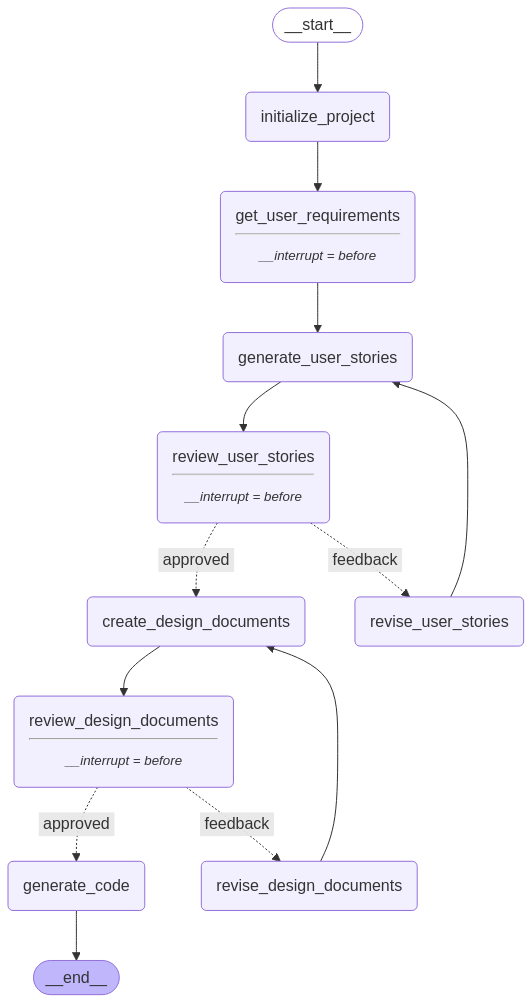 __start__
initialize_project
get_user_requirements
__interrupt = before
generate_user_stories
review_user_stories
__interrupt = before
approved
feedback
create_design_documents
revise_user_stories
review_design_documents
__interrupt = before
approved
feedback
generate_code
revise_design_documents
__end__